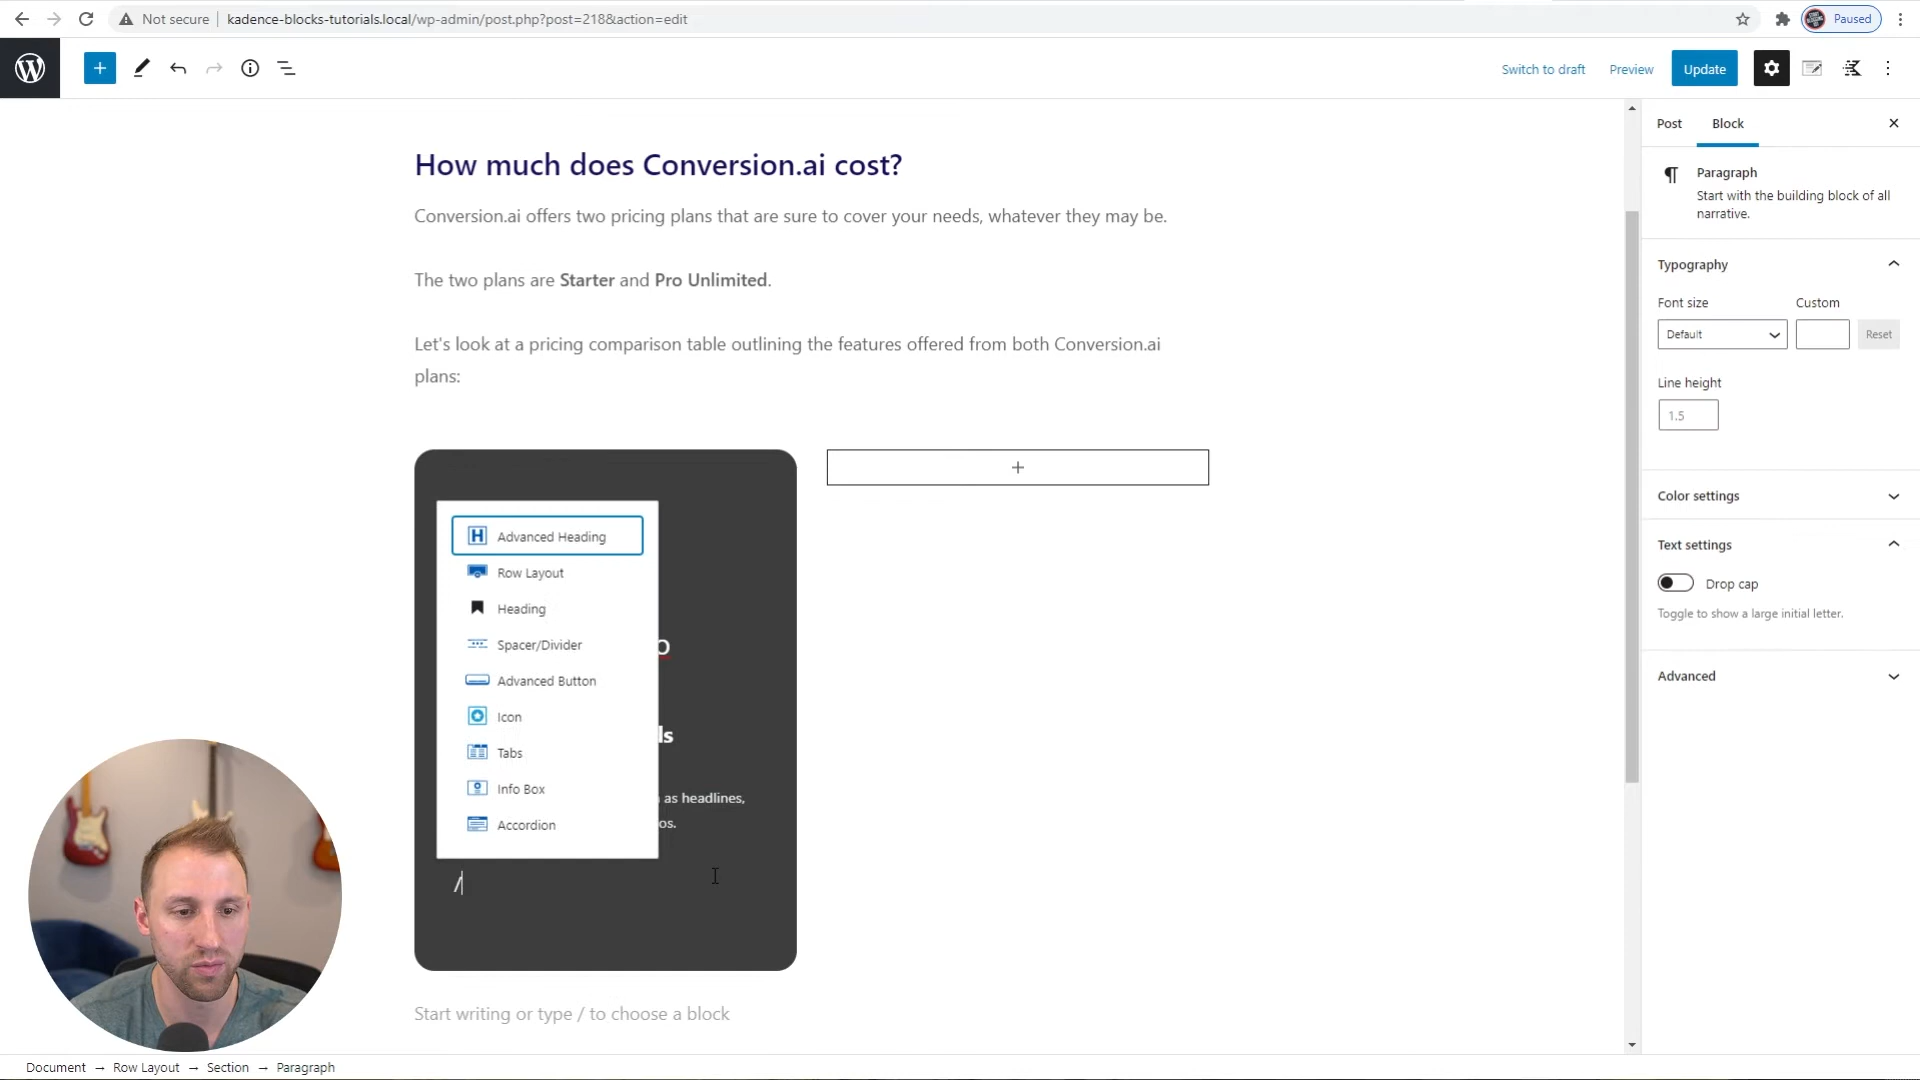 Not secure
kadence-blocks-tutorials.local/wp-admin/post.php?post=218&action=edit
Paused
Switch to draft
Preview
Update
Post
Block
Paragraph
Start with the building block of all
narrative.
Typography
Font size
Custom
Default
Reset
Line height
1.5
Color settings
Text settings
Drop cap
Toggle to show a large initial letter.
Advanced
How much does Conversion.ai cost?
Conversion.ai offers two pricing plans that are sure to cover your needs, whatever they may be.
The two plans are Starter and Pro Unlimited.
Let's look at a pricing comparison table outlining the features offered from both Conversion.ai
plans:
+
Advanced Heading
Row Layout
Heading
Spacer/Divider
Advanced Button
Icon
Tabs
Info Box
Accordion
as headlines,
/
Start writing or type / to choose a block
Document → Row Layout → Section → Paragraph